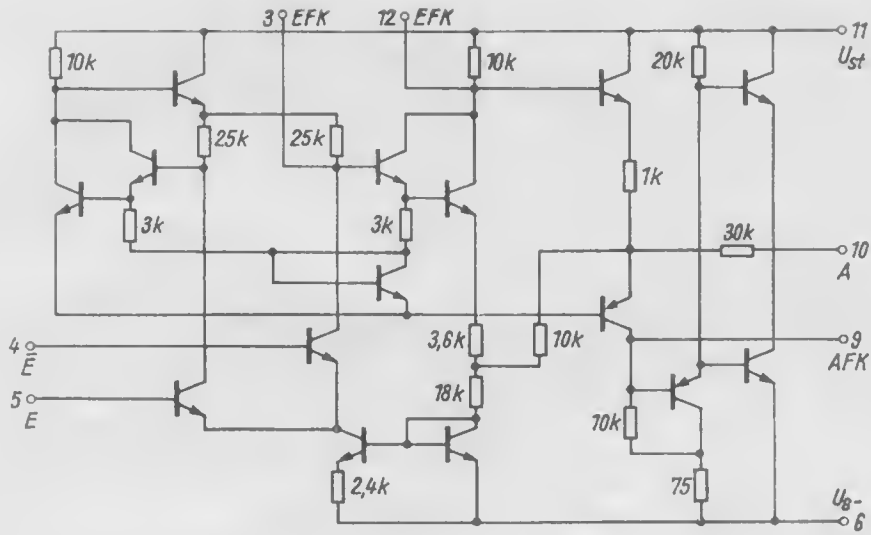 3 EFK
12 EFK
11
U_st
10k
10k
20k
25k
25k
1k
3k
3k
30k
10
A
4
E̅
3,6k
10k
9
AFK
5
E
18k
10k
2,4k
75
U_B-
6